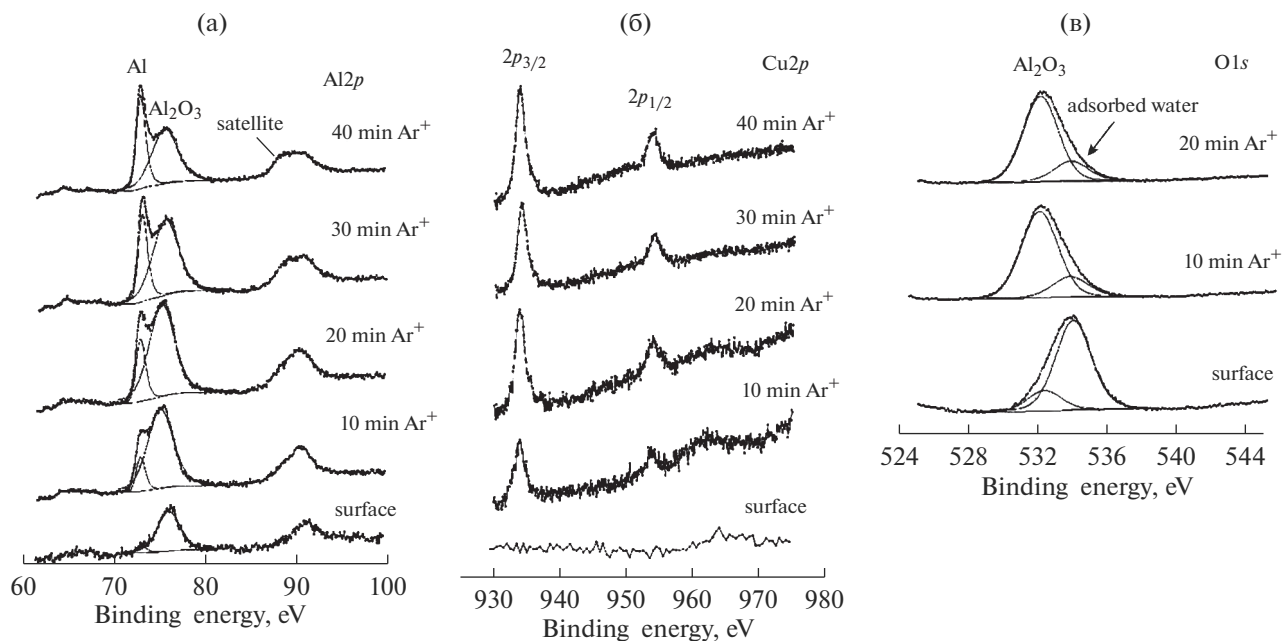 (а)
Al
Al2p
Al₂O₃
satellite
40 min Ar⁺
30 min Ar⁺
20 min Ar⁺
10 min Ar⁺
surface
60 70 80 90 100
Binding energy, eV
(б)
2p₃/₂
Cu2p
2p₁/₂
40 min Ar⁺
30 min Ar⁺
20 min Ar⁺
10 min Ar⁺
surface
930 940 950 960 970 980
Binding energy, eV
(в)
Al₂O₃
O1s
adsorbed water
20 min Ar⁺
10 min Ar⁺
surface
524 528 532 536 540 544
Binding energy, eV